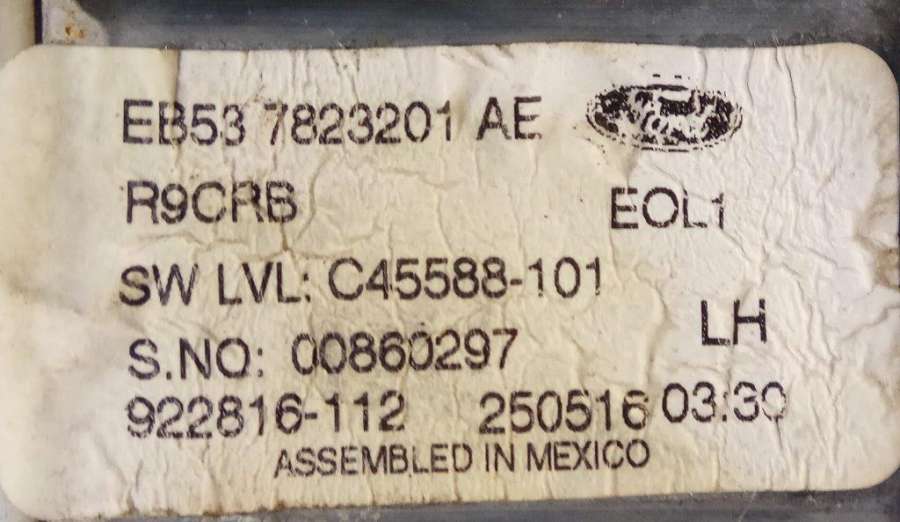 EB53 7823201 AE
R9CRB EOL1
SW LVL: C45588-101
LH
S.NO: 00860297
922816-112 250516 03:30
ASSEMBLED IN MEXICO